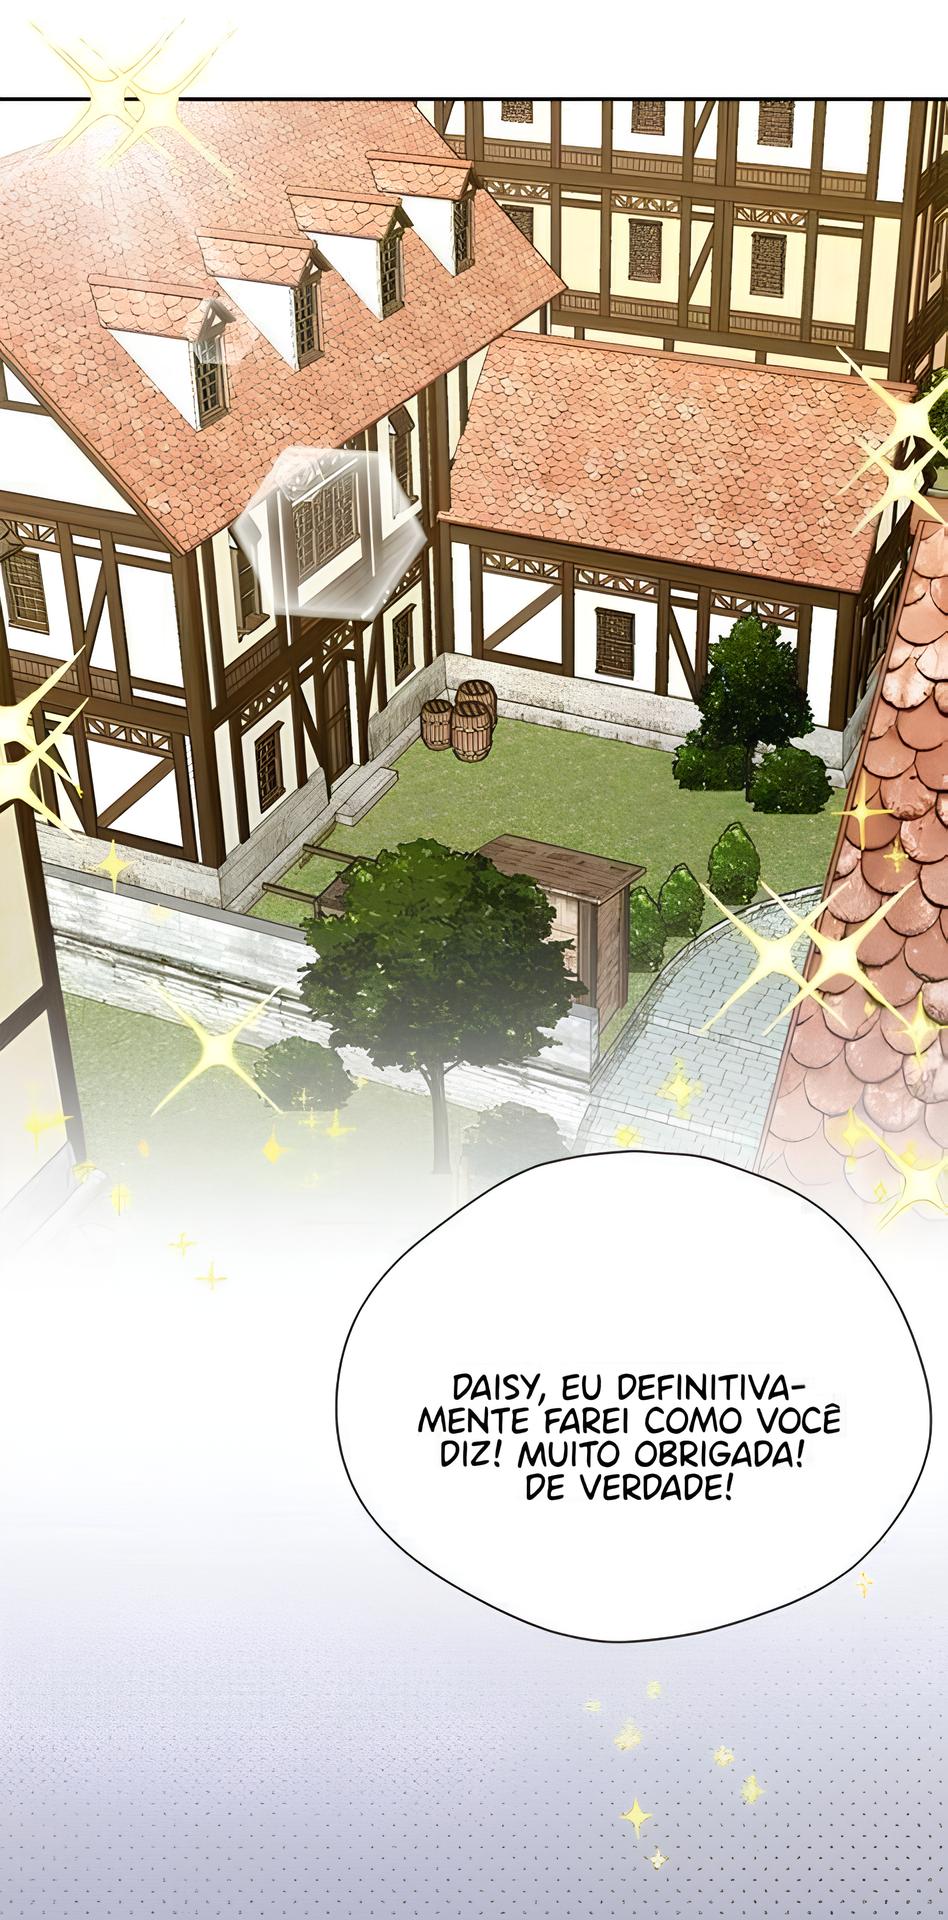 DAISY, EU DEFINITIVA-
MENTE FAREI COMO VOCÊ
DIZ! MUITO OBRIGADA!
DE VERDADE!